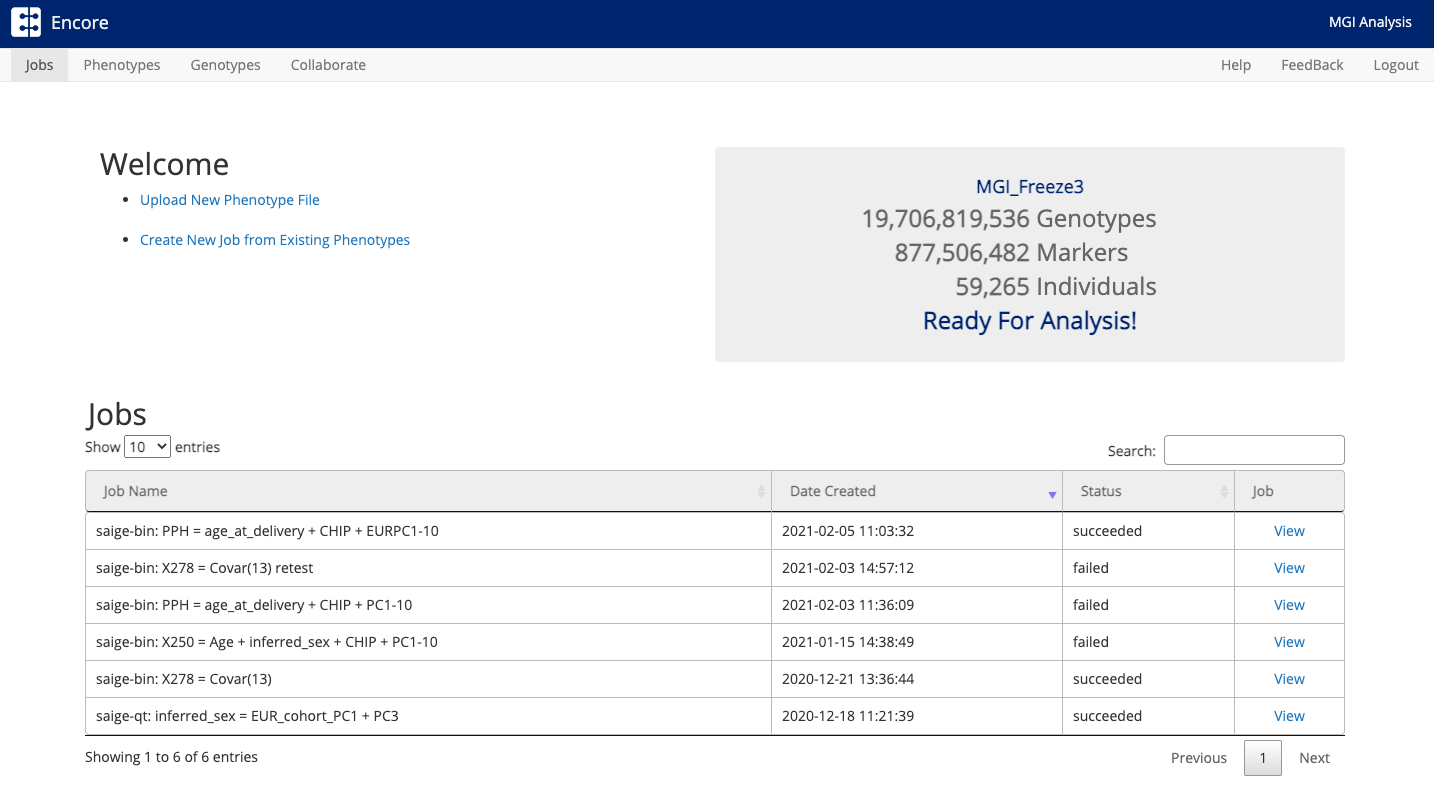 Encore
MGI Analysis
Jobs Phenotypes Genotypes Collaborate Help FeedBack Logout
Welcome
Upload New Phenotype File
Create New Job from Existing Phenotypes
MGI_Freeze3
19,706,819,536 Genotypes
877,506,482 Markers
59,265 Individuals
Ready For Analysis!
Jobs
Show 10 entries
Search:
Job Name Date Created Status Job
saige-bin: PPH = age_at_delivery + CHIP + EURPC1-10 2021-02-05 11:03:32 succeeded View
saige-bin: X278 = Covar(13) retest 2021-02-03 14:57:12 failed View
saige-bin: PPH = age_at_delivery + CHIP + PC1-10 2021-02-03 11:36:09 failed View
saige-bin: X250 = Age + inferred_sex + CHIP + PC1-10 2021-01-15 14:38:49 failed View
saige-bin: X278 = Covar(13) 2020-12-21 13:36:44 succeeded View
saige-qt: inferred_sex = EUR_cohort_PC1 + PC3 2020-12-18 11:21:39 succeeded View
Showing 1 to 6 of 6 entries
Previous 1 Next